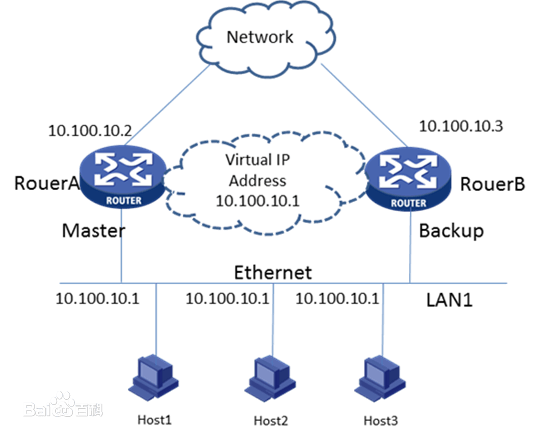 Network
10.100.10.2
10.100.10.3
Virtual IP
Address
10.100.10.1
RouerA
ROUTER
RouerB
ROUTER
Master
Backup
Ethernet
10.100.10.1
10.100.10.1
10.100.10.1
LAN1
Bai百科
Host1
Host2
Host3